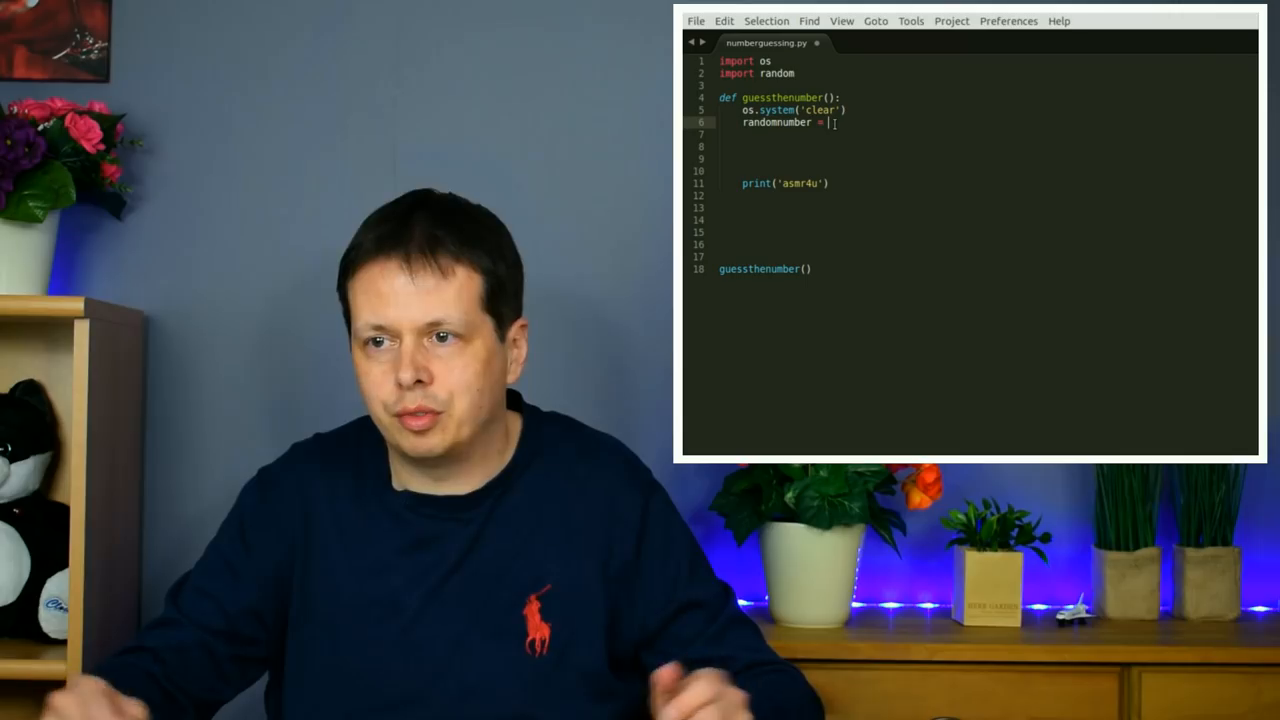 File Edit Selection Find View Goto Tools Project Preferences Help
numberguessing.py
1 import os
2 import random
3
4 def guessthenumber():
5 os.system('clear')
6 randomnumber =
7
8
9
10
11 print('asmr4u')
12
13
14
15
16
17
18 guessthenumber()
HERB GARDEN